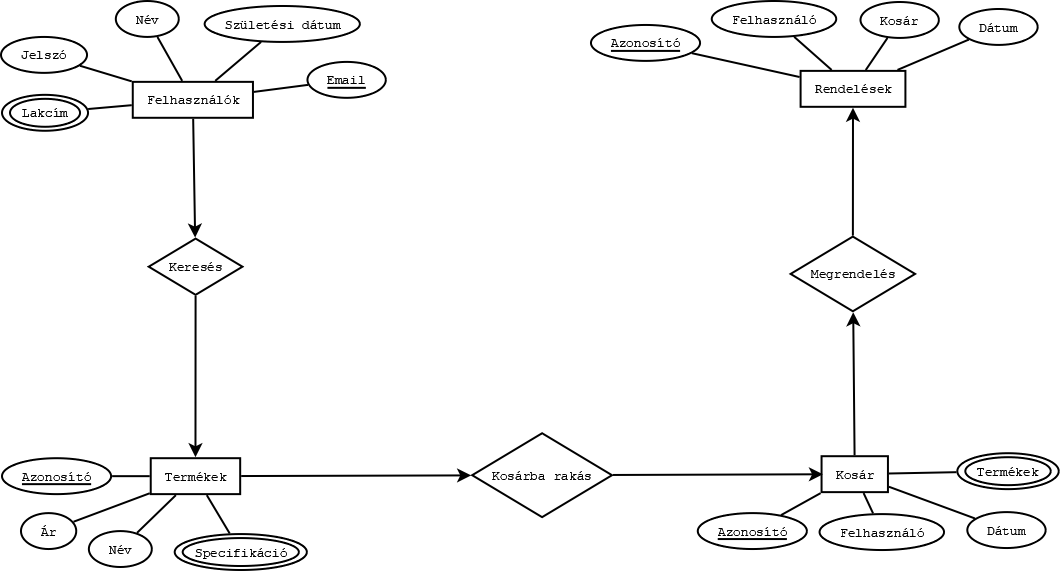 Név
Születési dátum
Jelszó
Email
Lakcím
Felhasználók
Felhasználó
Kosár
Dátum
Azonosító
Rendelések
Keresés
Megrendelés
Azonosító
Termékek
Ár
Név
Specifikáció
Kosárba rakás
Kosár
Termékek
Azonosító
Felhasználó
Dátum